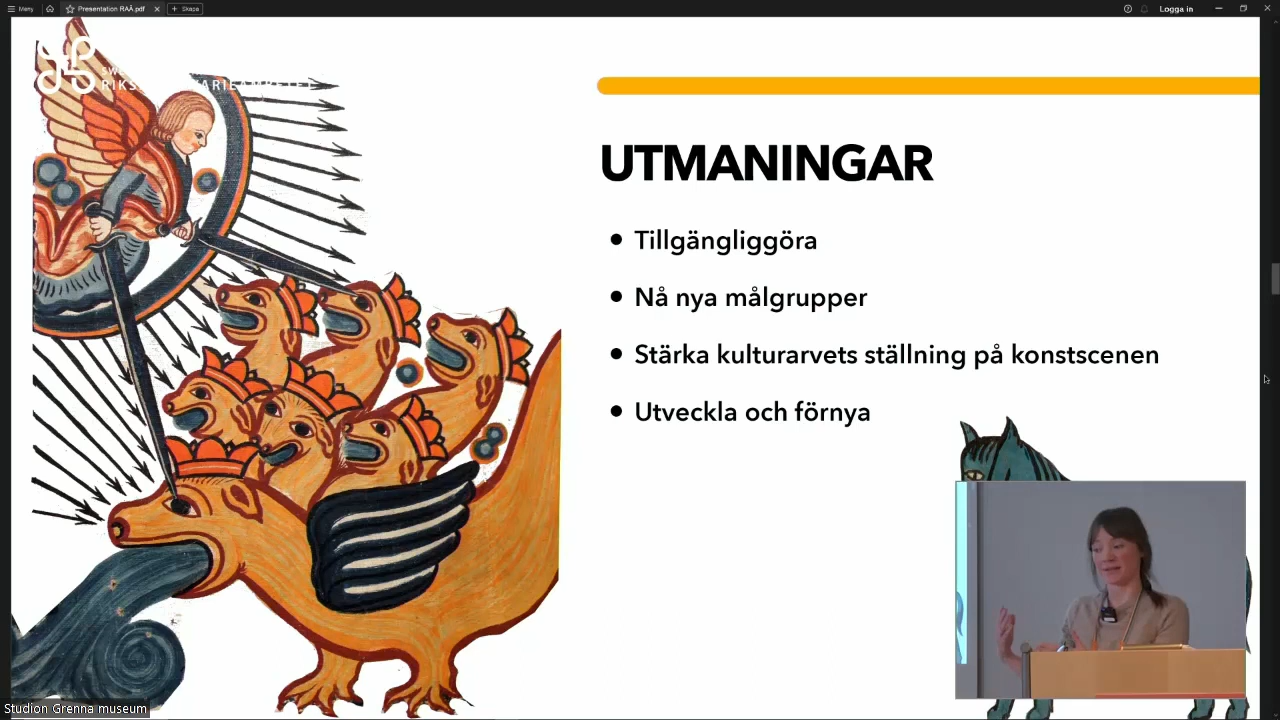 Meny
Presentation RAÄ.pdf
+ Skapa
Logga in
UTMANINGAR
• Tillgängliggöra
• Nå nya målgrupper
• Stärka kulturarvets ställning på konstscenen
• Utveckla och förnya
Studion Grenna museum